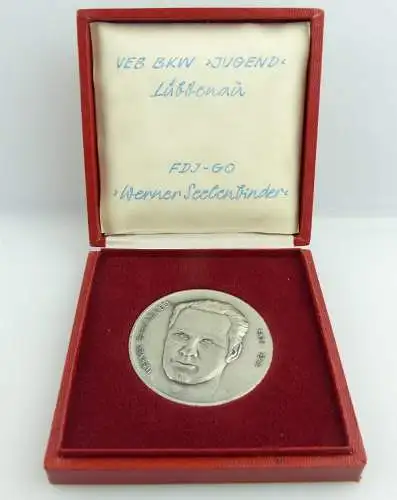 VEB BKW ›JUGEND‹
Lübbenau
FDJ-GO
›Werner Seelenbinder‹